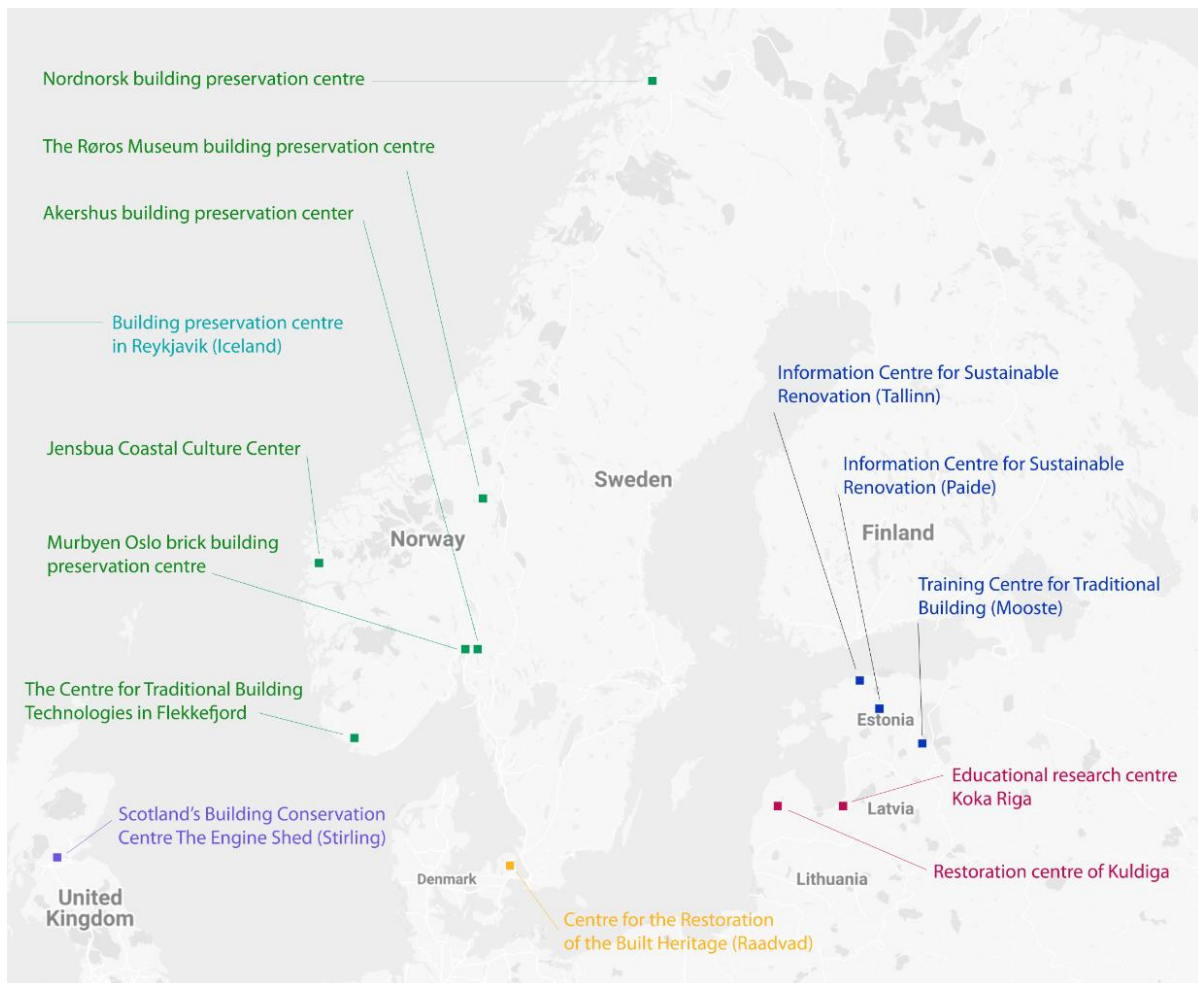 Nordnorsk building preservation centre
The Røros Museum building preservation centre
Akershus building preservation center
Building preservation centre
in Reykjavik (Iceland)
Information Centre for Sustainable
Renovation (Tallinn)
Jensbua Coastal Culture Center
Information Centre for Sustainable
Renovation (Paide)
Sweden
Finland
Norway
Murbyen Oslo brick building
preservation centre
Training Centre for Traditional
Building (Mooste)
The Centre for Traditional Building
Technologies in Flekkefjord
Estonia
Educational research centre
Koka Riga
Latvia
Scotland's Building Conservation
Centre The Engine Shed (Stirling)
Restoration centre of Kuldiga
Denmark
Lithuania
United
Kingdom
Centre for the Restoration
of the Built Heritage (Raadvad)